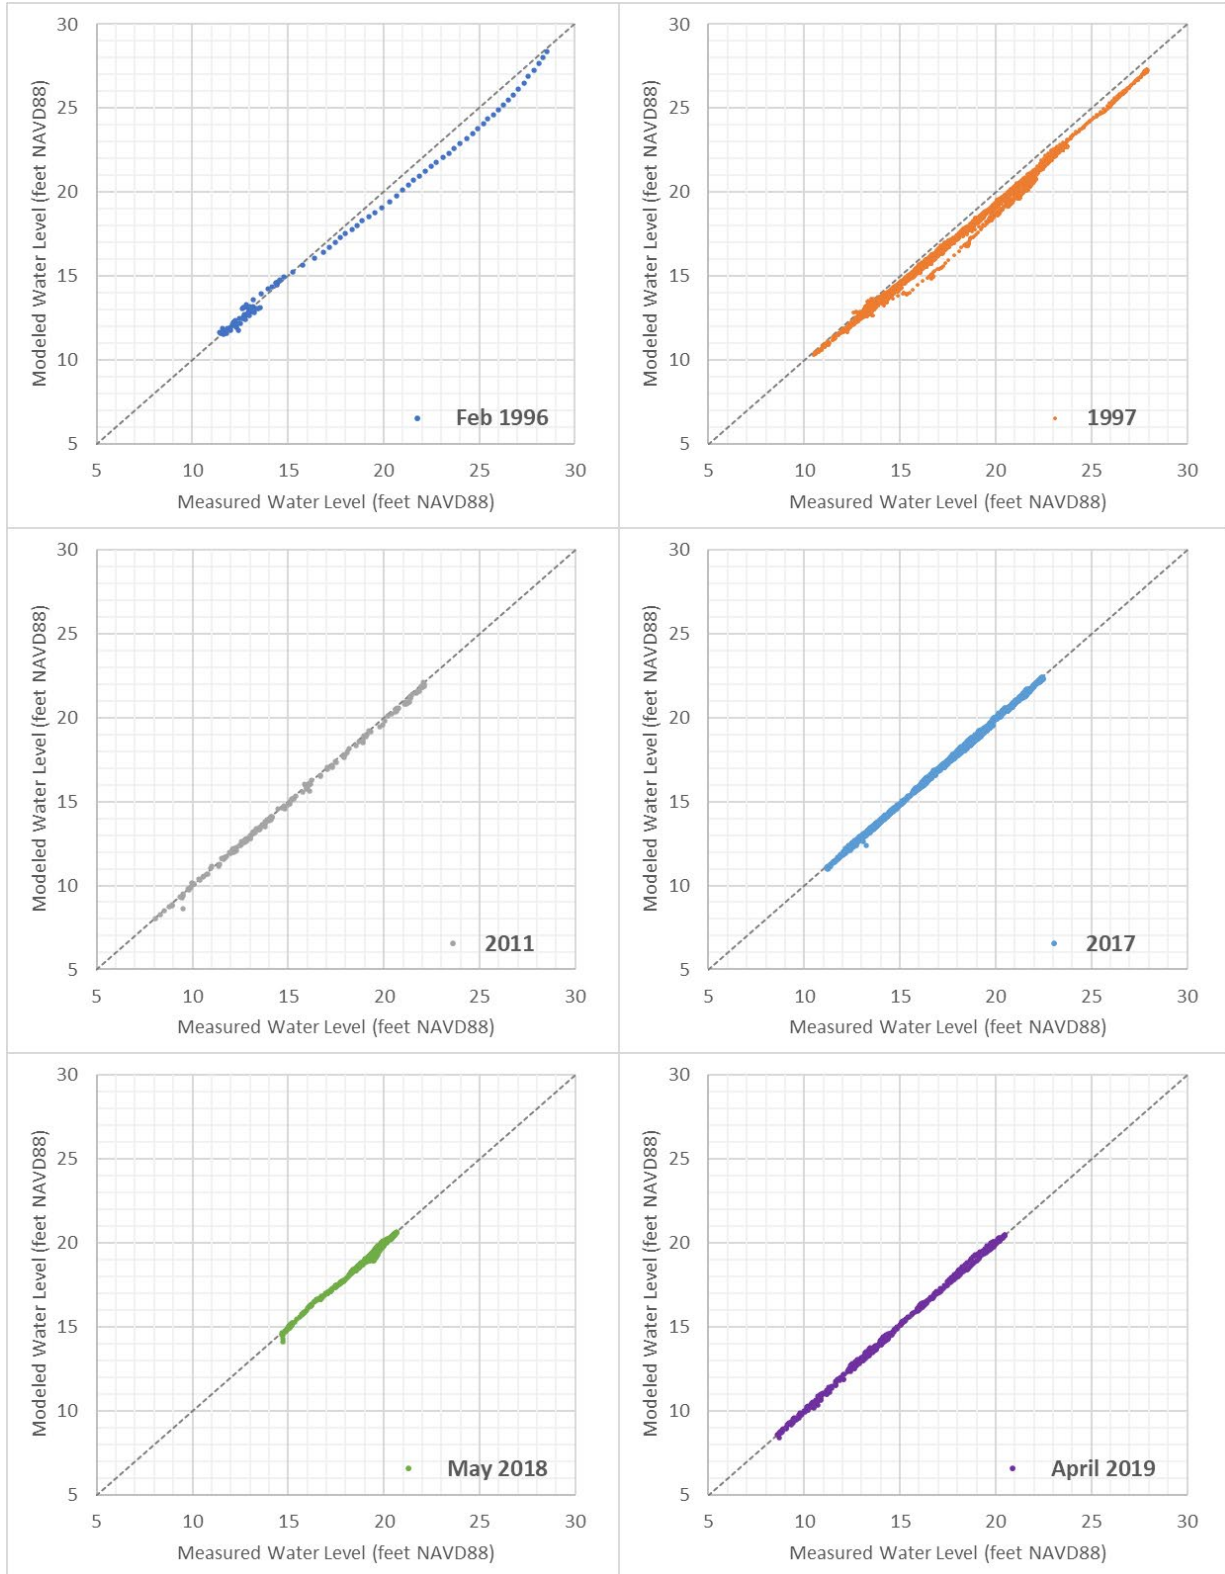 30
25
20
15
10
5
Modeled Water Level (feet NAVD88)
5 10 15 20 25 30
Measured Water Level (feet NAVD88)
Feb 1996
30
25
20
15
10
5
Modeled Water Level (feet NAVD88)
5 10 15 20 25 30
Measured Water Level (feet NAVD88)
1997
30
25
20
15
10
5
Modeled Water Level (feet NAVD88)
5 10 15 20 25 30
Measured Water Level (feet NAVD88)
2011
30
25
20
15
10
5
Modeled Water Level (feet NAVD88)
5 10 15 20 25 30
Measured Water Level (feet NAVD88)
2017
30
25
20
15
10
5
Modeled Water Level (feet NAVD88)
5 10 15 20 25 30
Measured Water Level (feet NAVD88)
May 2018
30
25
20
15
10
5
Modeled Water Level (feet NAVD88)
5 10 15 20 25 30
Measured Water Level (feet NAVD88)
April 2019